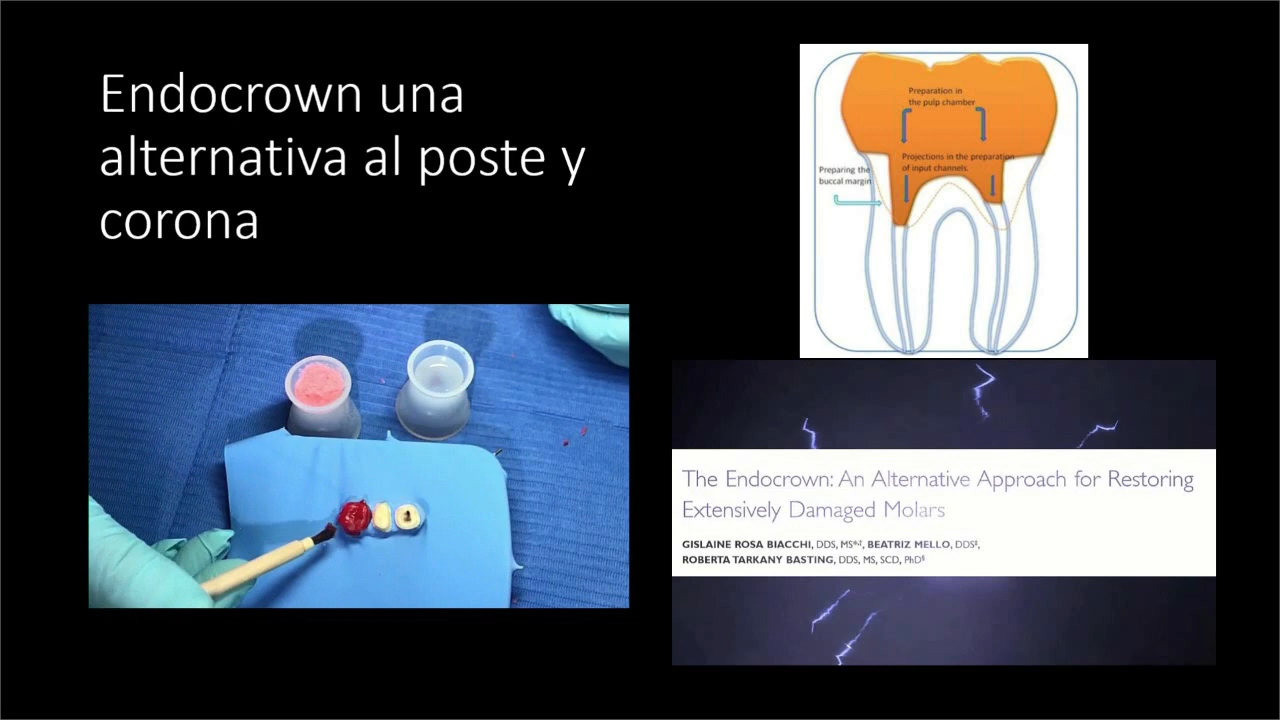 Endocrown una
alternativa al poste y
corona
Preparation in
the pulp chamber
Projections in the preparation
of input channels.
Preparing the
buccal margin
The Endocrown: An Alternative Approach for Restoring
Extensively Damaged Molars
GISLAINE ROSA BIACCHI, DDS, MS*,†, BEATRIZ MELLO, DDS‡,
ROBERTA TARKANY BASTING, DDS, MS, SCD, PhD§